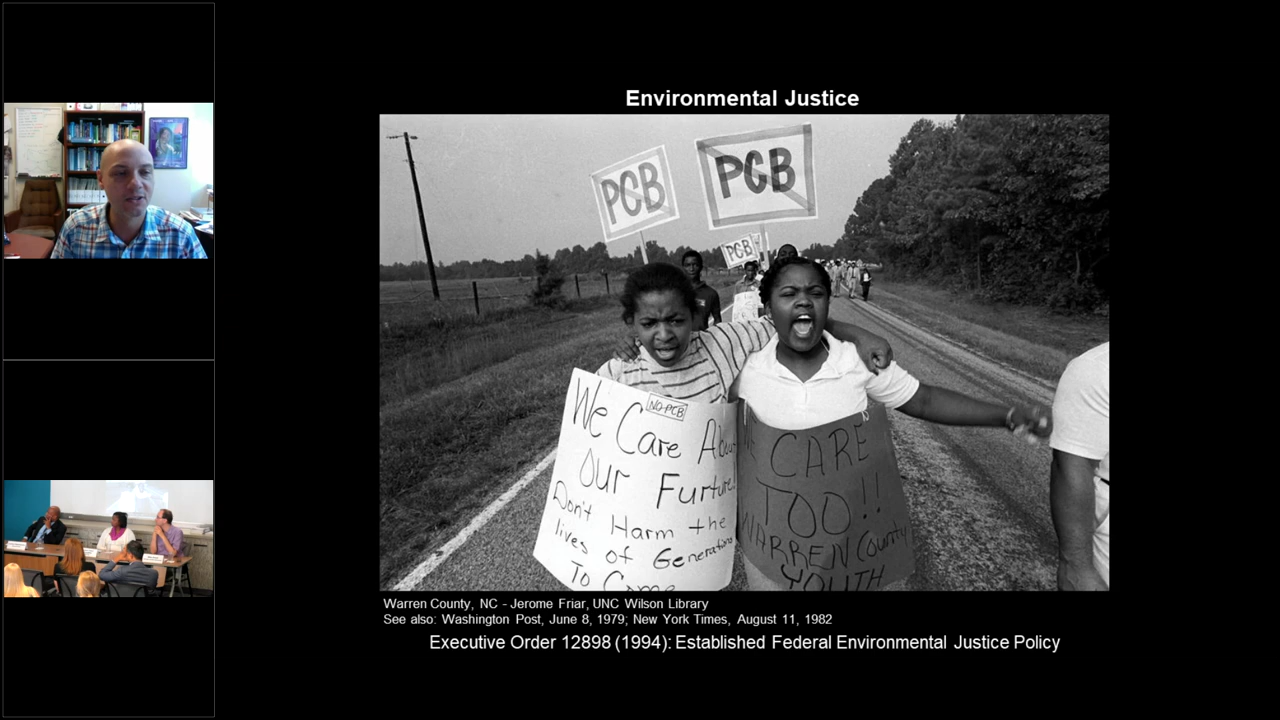 Environmental Justice
PCB
PCB
PCB
NO-PCB
We Care About
Our Furture!
Don't Harm the
lives of Generations
To Come
WE CARE
TOO!!
WARREN County
YOUTH
Warren County, NC - Jerome Friar, UNC Wilson Library
See also: Washington Post, June 8, 1979; New York Times, August 11, 1982
Executive Order 12898 (1994): Established Federal Environmental Justice Policy